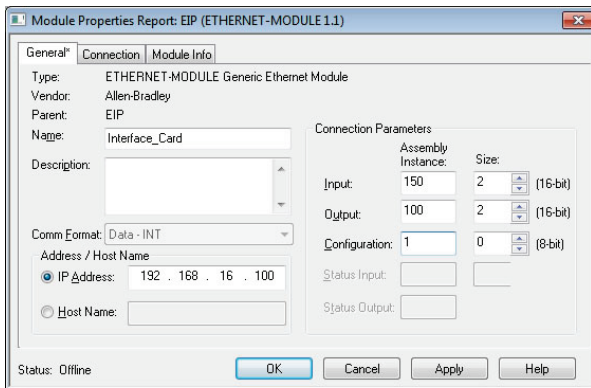 Module Properties Report: EIP (ETHERNET-MODULE 1.1)
General* Connection Module Info
Type: ETHERNET-MODULE Generic Ethernet Module
Vendor: Allen-Bradley
Parent: EIP
Name: Interface_Card
Description:
Comm Format: Data - INT
Address / Host Name
IP Address: 192 . 168 . 16 . 100
Host Name:
Connection Parameters
Assembly
Instance: Size:
Input: 150 2 (16-bit)
Output: 100 2 (16-bit)
Configuration: 1 0 (8-bit)
Status Input:
Status Output:
Status: Offline OK Cancel Apply Help